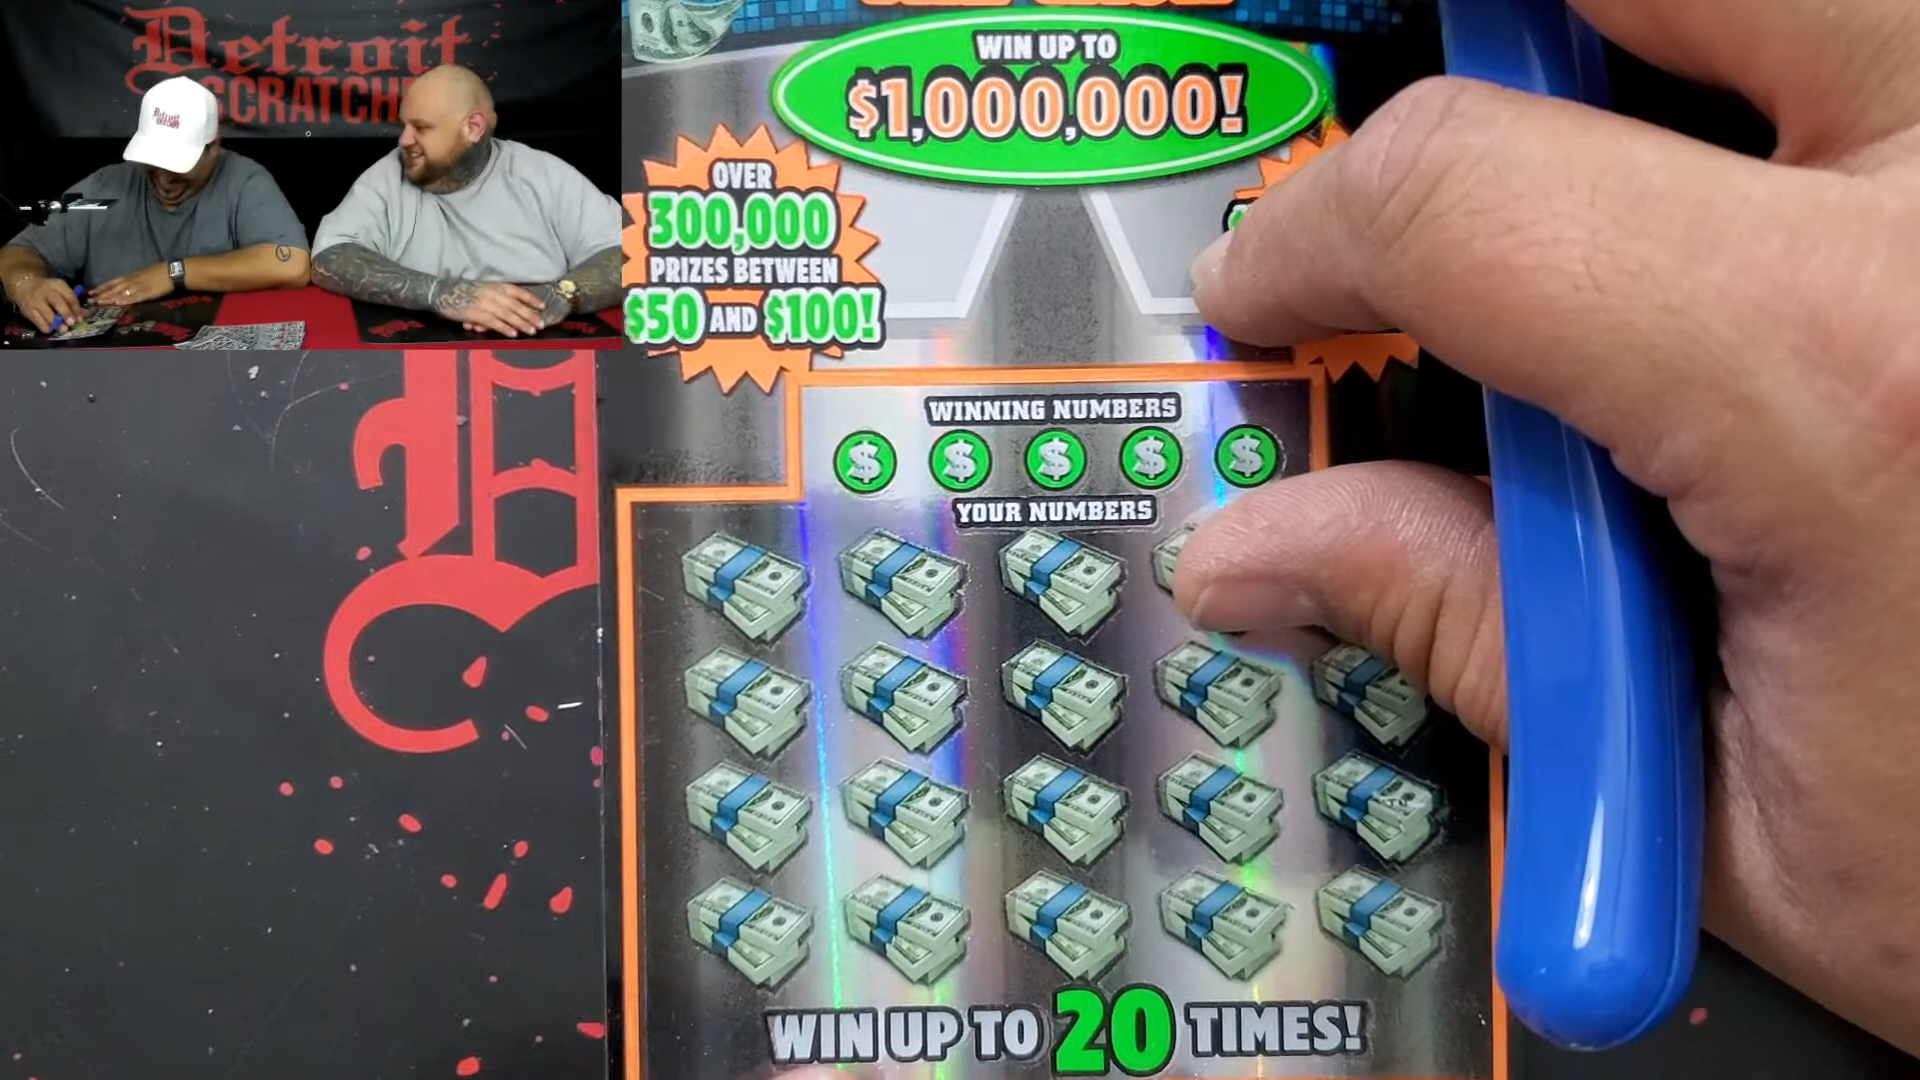 Detroit
SCRATCH
Detroit
WIN UP TO
$1,000,000!
OVER
300,000
PRIZES BETWEEN
$50 AND $100!
WINNING NUMBERS
$ $ $ $ $
YOUR NUMBERS
WIN UP TO 20 TIMES!